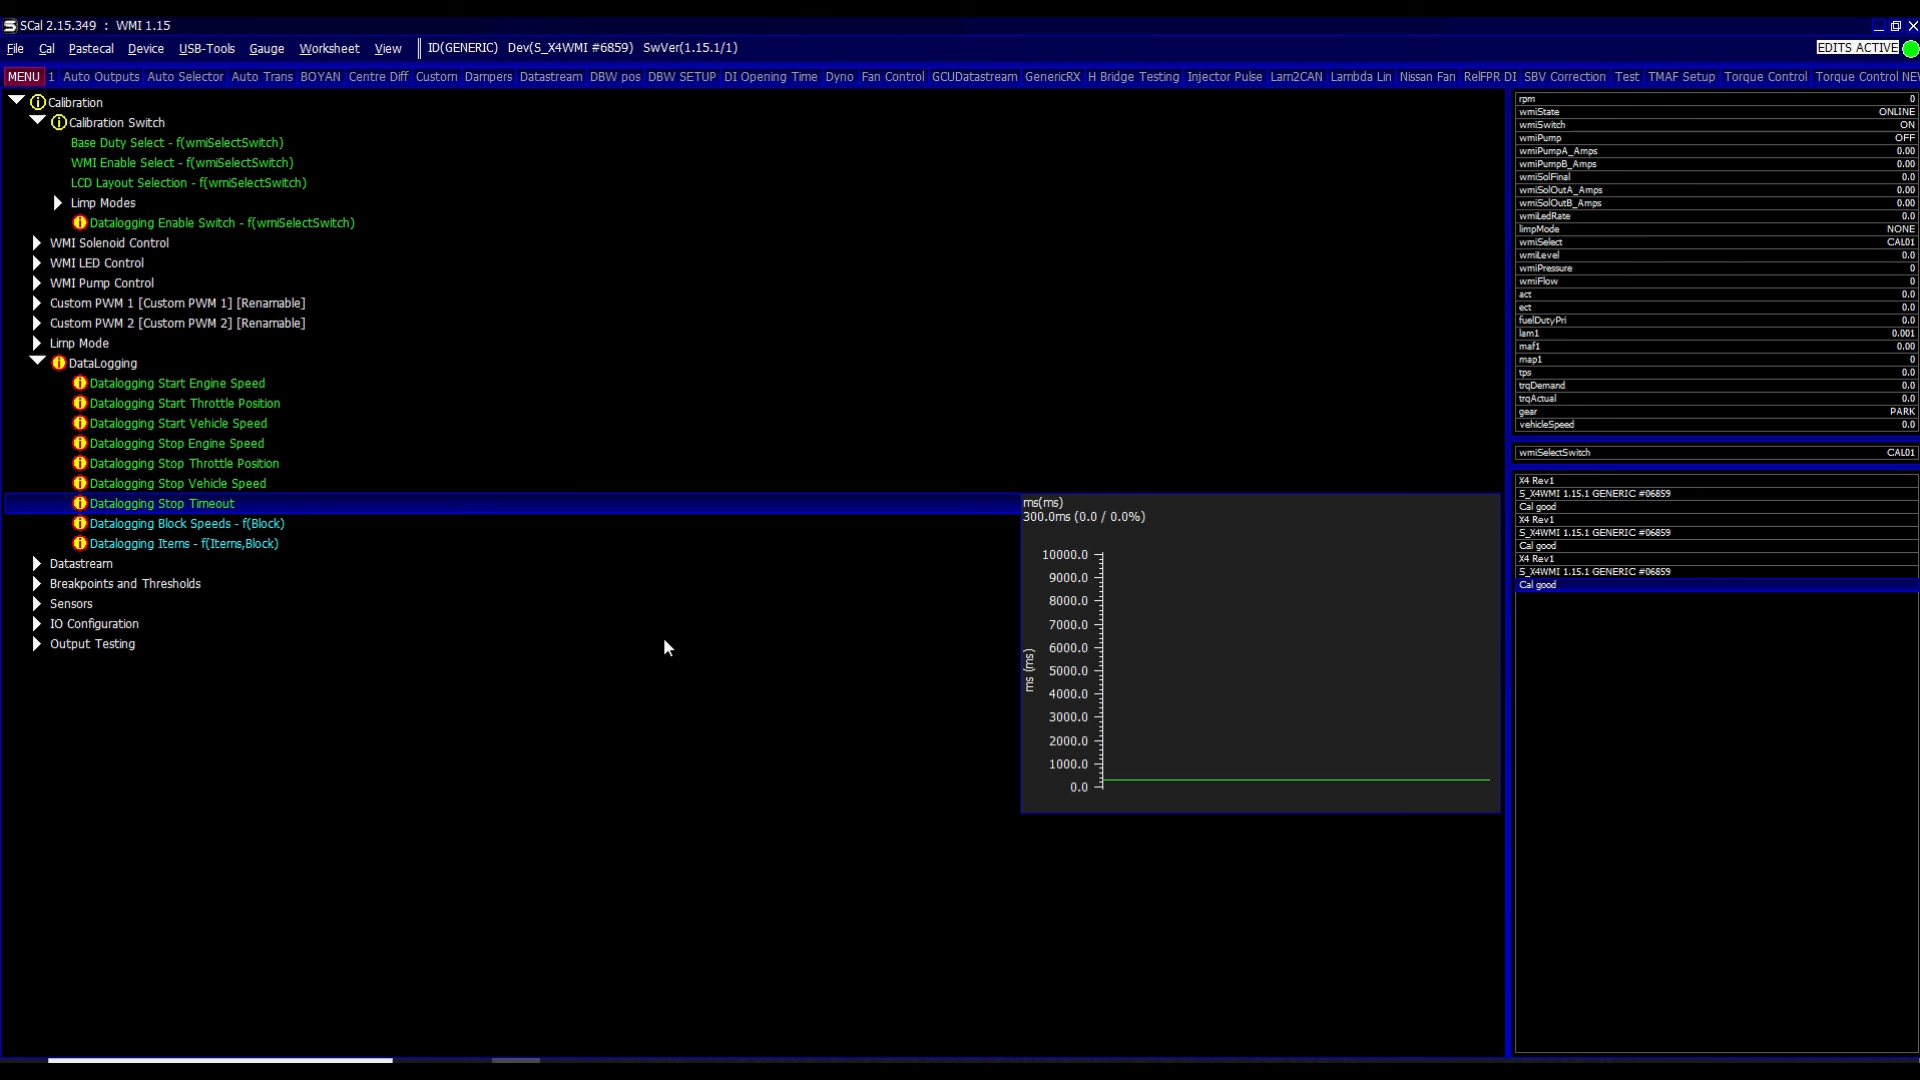 SCal 2.15.349 : WMI 1.15
File Cal Pastecal Device USB-Tools Gauge Worksheet View ID(GENERIC) Dev(S_X4WMI #6859) SwVer(1.15.1/1) EDITS ACTIVE
MENU 1 Auto Outputs Auto Selector Auto Trans BOYAN Centre Diff Custom Dampers Datastream DBW pos DBW SETUP DI Opening Time Dyno Fan Control GCUDatastream GenericRX H Bridge Testing Injector Pulse Lam2CAN Lambda Lin Nissan Fan RelFPR DI SBV Correction Test TMAF Setup Torque Control Torque Control NEW
Calibration
Calibration Switch
Base Duty Select - f(wmiSelectSwitch)
WMI Enable Select - f(wmiSelectSwitch)
LCD Layout Selection - f(wmiSelectSwitch)
Limp Modes
Datalogging Enable Switch - f(wmiSelectSwitch)
WMI Solenoid Control
WMI LED Control
WMI Pump Control
Custom PWM 1 [Custom PWM 1] [Renamable]
Custom PWM 2 [Custom PWM 2] [Renamable]
Limp Mode
DataLogging
Datalogging Start Engine Speed
Datalogging Start Throttle Position
Datalogging Start Vehicle Speed
Datalogging Stop Engine Speed
Datalogging Stop Throttle Position
Datalogging Stop Vehicle Speed
Datalogging Stop Timeout
Datalogging Block Speeds - f(Block)
Datalogging Items - f(Items,Block)
Datastream
Breakpoints and Thresholds
Sensors
IO Configuration
Output Testing
ms(ms)
300.0ms (0.0 / 0.0%)
10000.0
9000.0
8000.0
7000.0
6000.0
5000.0
4000.0
3000.0
2000.0
1000.0
0.0
ms (ms)
rpm 0
wmiState ONLINE
wmiSwitch ON
wmiPump OFF
wmiPumpA_Amps 0.00
wmiPumpB_Amps 0.00
wmiSolFinal 0.0
wmiSolOutA_Amps 0.00
wmiSolOutB_Amps 0.00
wmiLedRate 0.0
limpMode NONE
wmiSelect CAL01
wmiLevel 0.0
wmiPressure 0
wmiFlow 0
act 0.0
ect 0.0
fuelDutyPri 0.0
lam1 0.001
maf1 0.00
map1 0
tps 0.0
trqDemand 0.0
trqActual 0.0
gear PARK
vehicleSpeed 0.0
wmiSelectSwitch CAL01
X4 Rev1
S_X4WMI 1.15.1 GENERIC #06859
Cal good
X4 Rev1
S_X4WMI 1.15.1 GENERIC #06859
Cal good
X4 Rev1
S_X4WMI 1.15.1 GENERIC #06859
Cal good